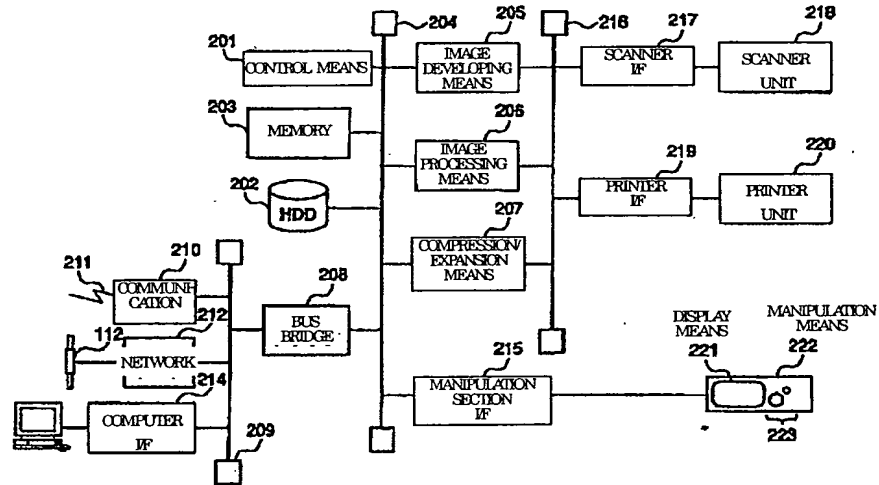 204
205
216
217
218
201
CONTROL MEANS
IMAGE
DEVELOPING
MEANS
SCANNER
I/F
SCANNER
UNIT
203
MEMORY
206
IMAGE
PROCESSING
MEANS
219
220
PRINTER
I/F
PRINTER
UNIT
202
HDD
207
COMPRESSION/
EXPANSION
MEANS
211
210
COMMUNI-
CATION
208
BUS
BRIDGE
112
212
NETWORK
DISPLAY
MEANS
221
MANIPULATION
MEANS
222
215
MANIPULATION
SECTION
I/F
214
COMPUTER
I/F
223
209